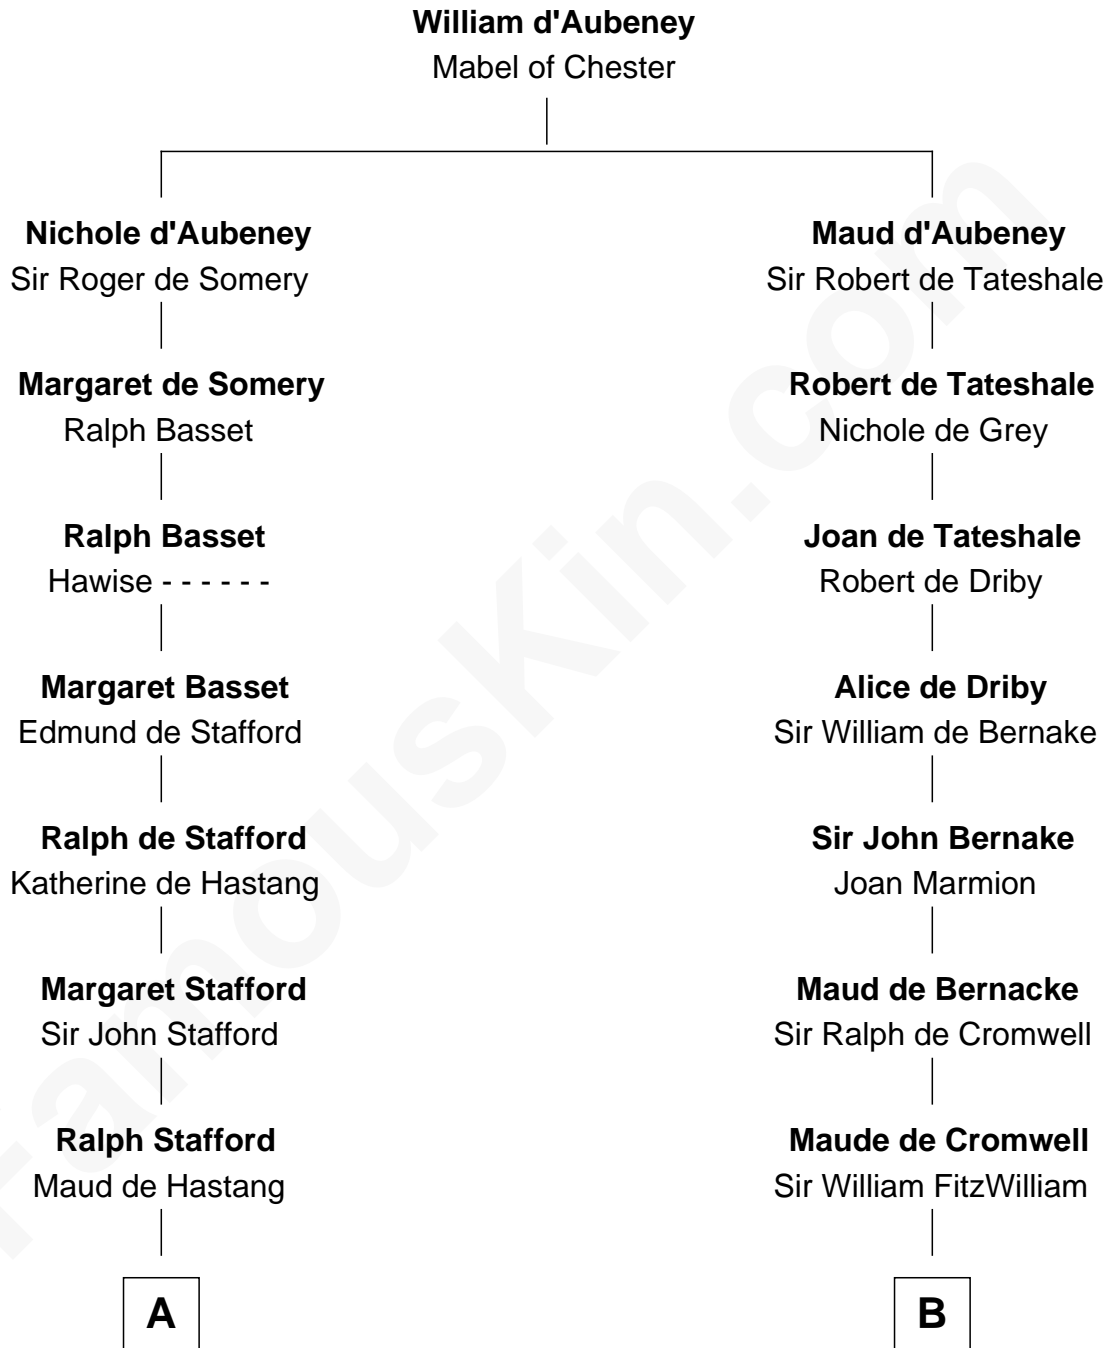 William d'Aubeney
Mabel of Chester
Nichole d'Aubeney
Sir Roger de Somery
Margaret de Somery
Ralph Basset
Ralph Basset
Hawise - - - - - -
Margaret Basset
Edmund de Stafford
Ralph de Stafford
Katherine de Hastang
Margaret Stafford
Sir John Stafford
Ralph Stafford
Maud de Hastang
A
Maud d'Aubeney
Sir Robert de Tateshale
Robert de Tateshale
Nichole de Grey
Joan de Tateshale
Robert de Driby
Alice de Driby
Sir William de Bernake
Sir John Bernake
Joan Marmion
Maud de Bernacke
Sir Ralph de Cromwell
Maude de Cromwell
Sir William FitzWilliam
B
FamousKin.com